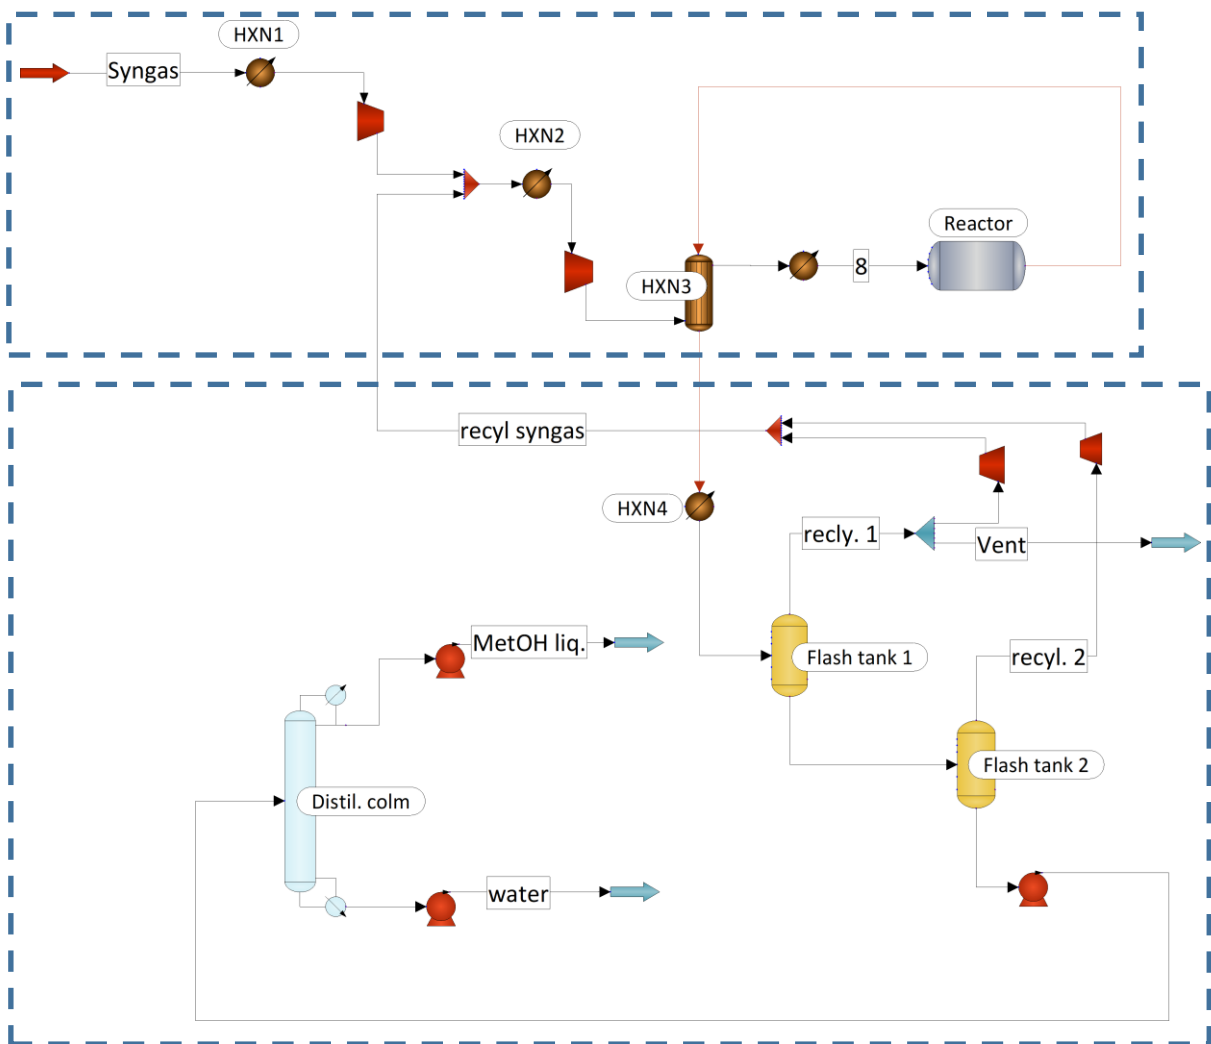 HXN1
Syngas
HXN2
Reactor
8
HXN3
recyl syngas
HXN4
recly. 1
Vent
MetOH liq.
Flash tank 1
recyl. 2
Flash tank 2
Distil. colm
water